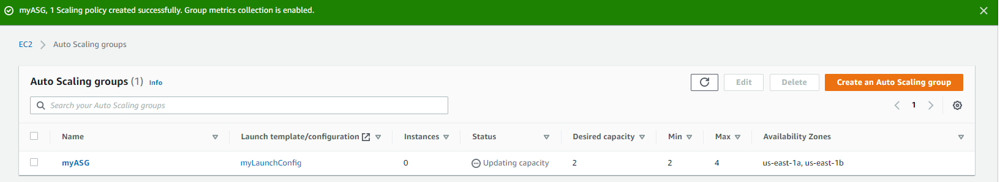 myASG, 1 Scaling policy created successfully. Group metrics collection is enabled.
EC2 Auto Scaling groups
Auto Scaling groups (1) Info Edit Delete Create an Auto Scaling group
Search your Auto Scaling groups 1
Name Launch template/configuration Instances Status Desired capacity Min Max Availability Zones
myASG myLaunchConfig 0 Updating capacity 2 2 4 us-east-1a, us-east-1b